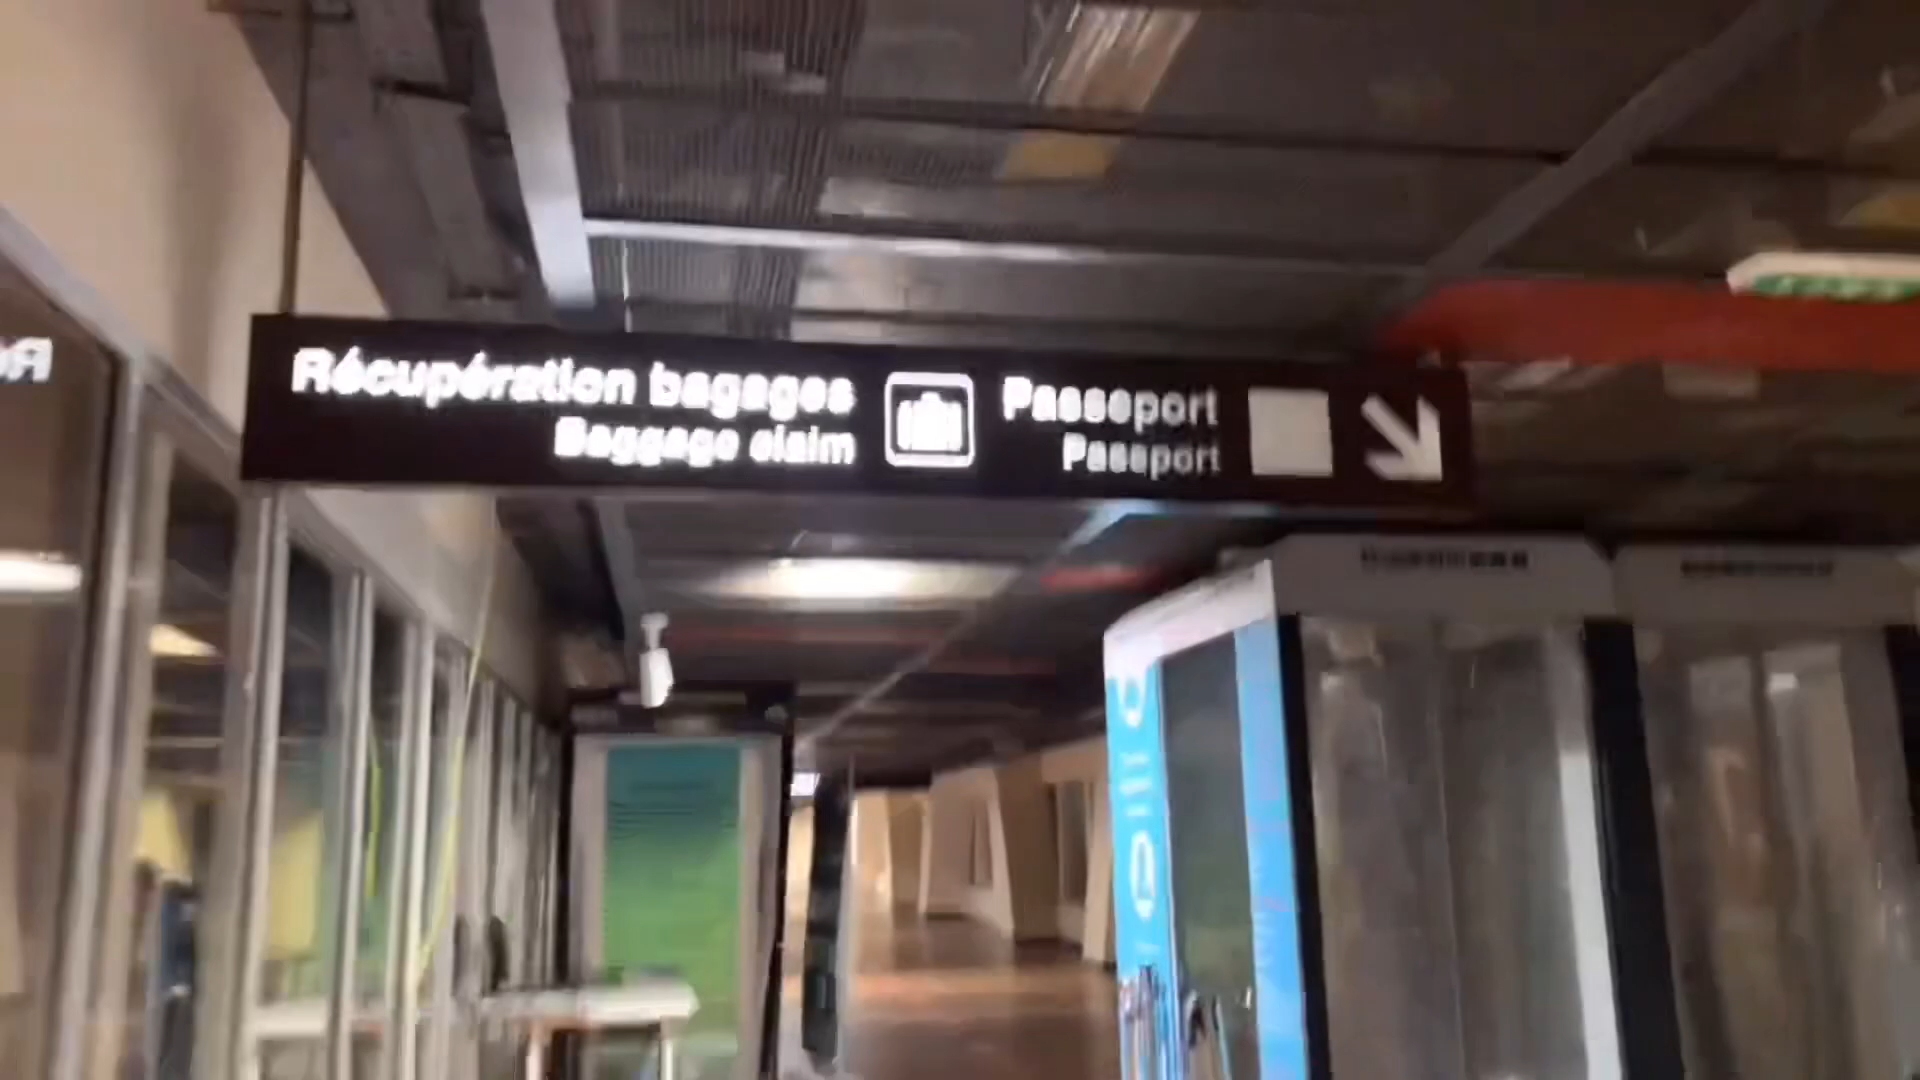 Récupération bagages
Baggage claim
Passeport
Passport